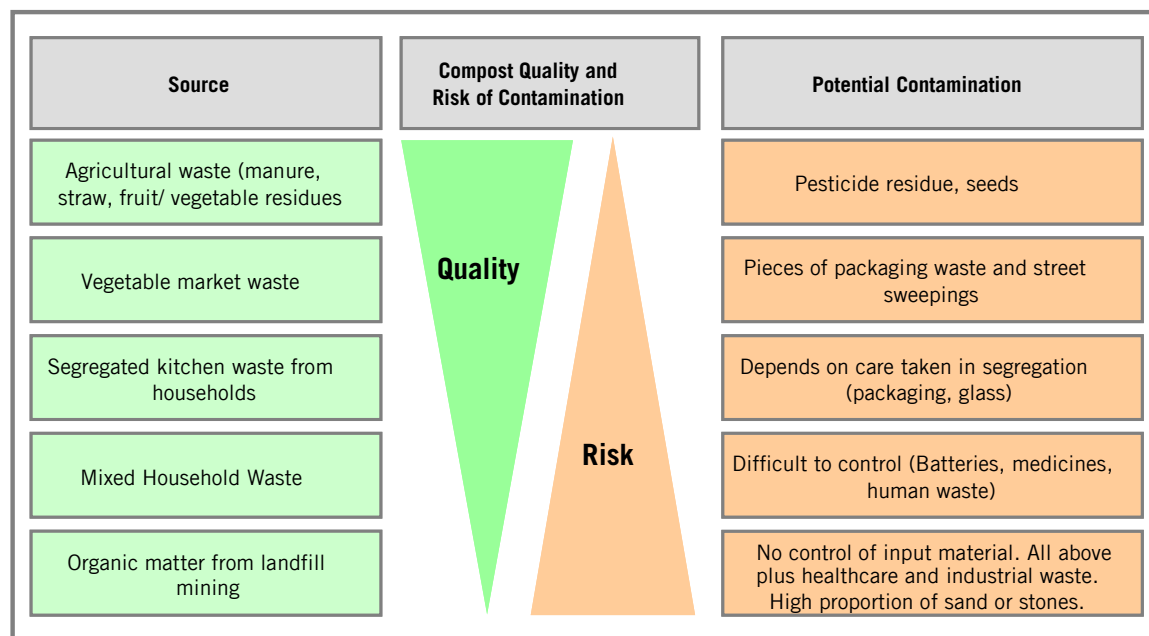 Source
Compost Quality and
Risk of Contamination
Potential Contamination
Agricultural waste (manure,
straw, fruit/ vegetable residues
Pesticide residue, seeds
Vegetable market waste
Quality
Pieces of packaging waste and street
sweepings
Segregated kitchen waste from
households
Depends on care taken in segregation
(packaging, glass)
Mixed Household Waste
Risk
Difficult to control (Batteries, medicines,
human waste)
Organic matter from landfill
mining
No control of input material. All above
plus healthcare and industrial waste.
High proportion of sand or stones.